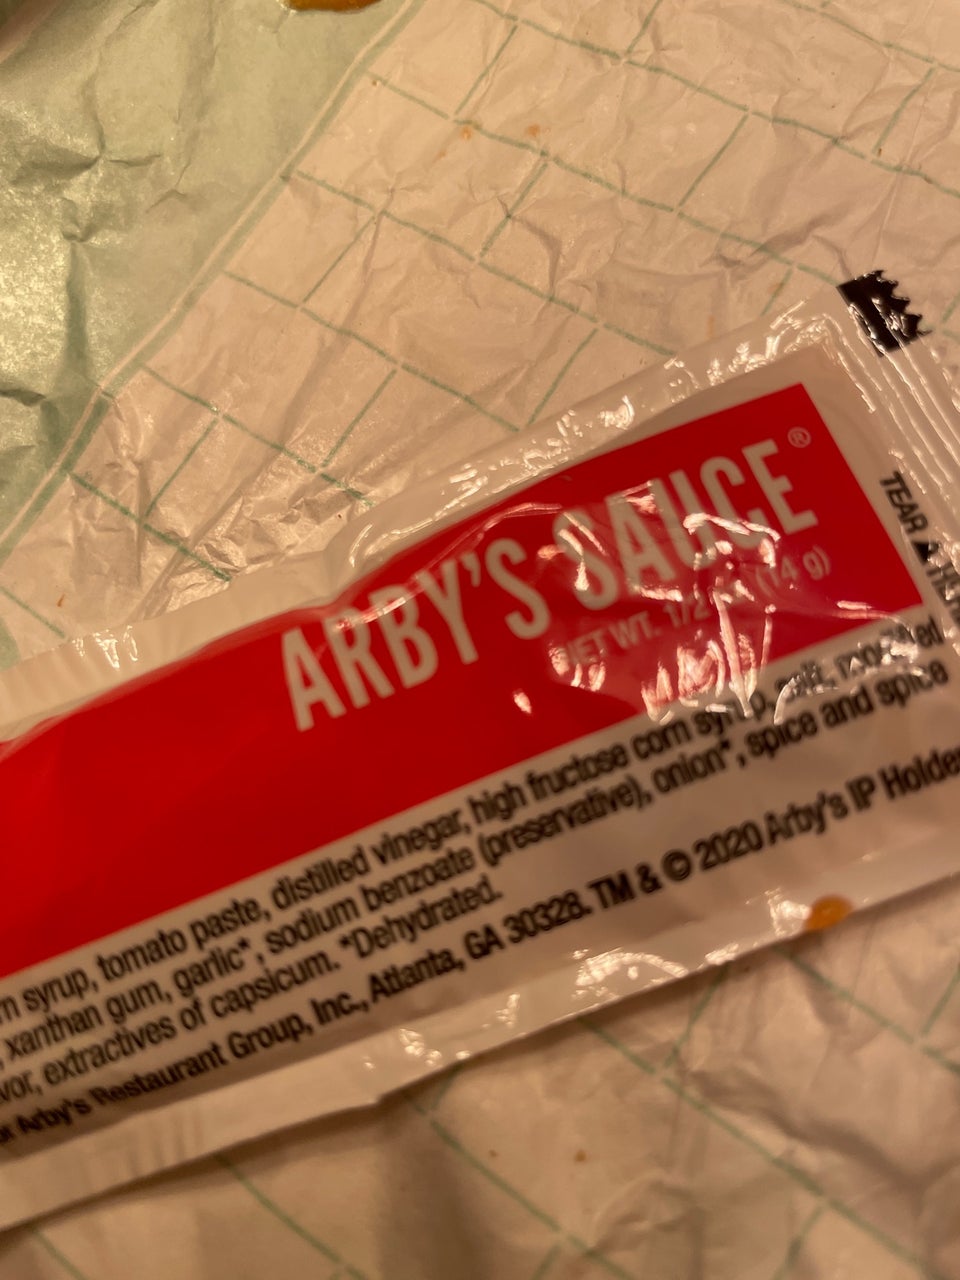 ARBY'S SAUCE®
NET WT. 1/2 (14 g)
TEAR
syrup, tomato paste, distilled vinegar, high fructose corn syrup, salt, modified
xanthan gum, garlic*, sodium benzoate (preservative), onion*, spice and spice
extractives of capsicum. *Dehydrated.
Arby's Restaurant Group, Inc., Atlanta, GA 30328. TM & © 2020 Arby's IP